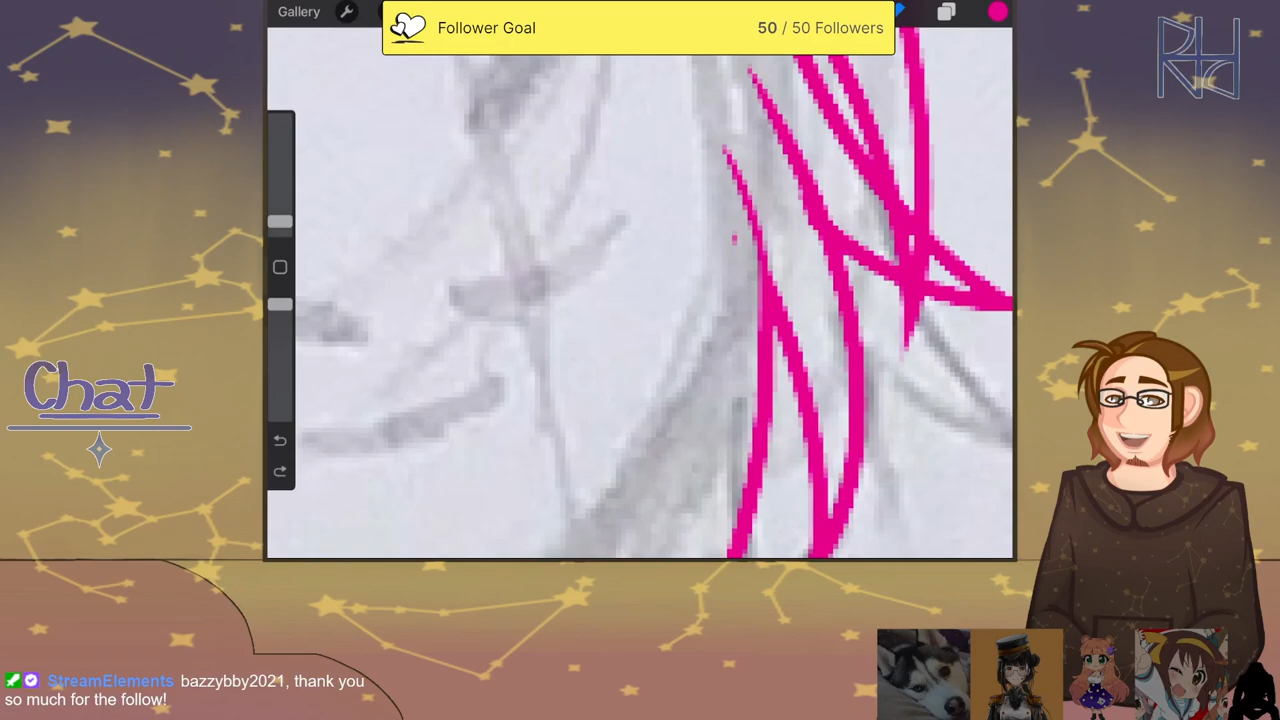 Gallery
Follower Goal 50 / 50 Followers
Chat
StreamElements bazzybby2021, thank you
so much for the follow!